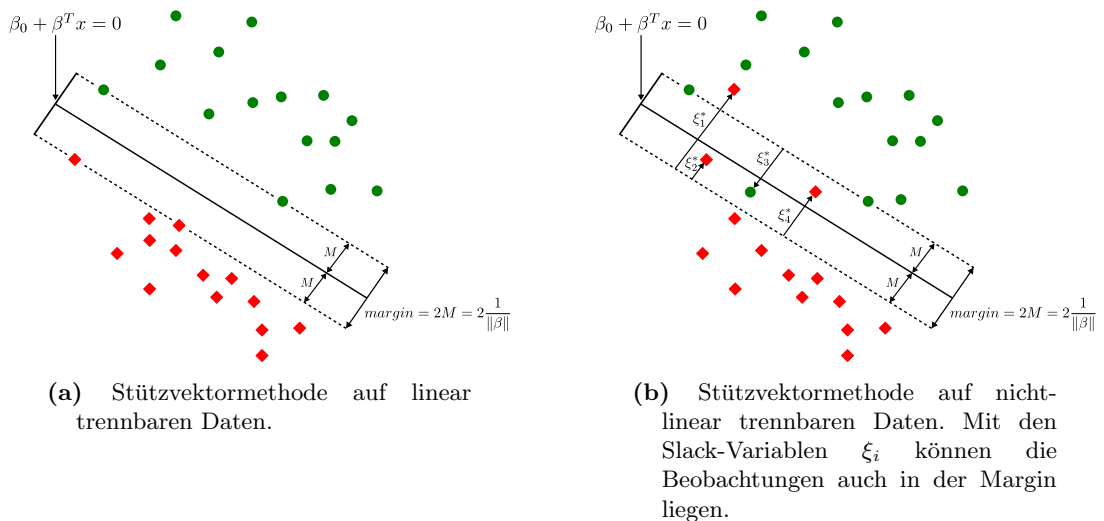 β₀ + βᵀx = 0
M
M
margin = 2M = 2 1/‖β‖
(a) Stützvektormethode auf linear
trennbaren Daten.
β₀ + βᵀx = 0
ξ₁*
ξ₂*
ξ₃*
ξ₄*
M
M
margin = 2M = 2 1/‖β‖
(b) Stützvektormethode auf nicht-
linear trennbaren Daten. Mit den
Slack-Variablen ξᵢ können die
Beobachtungen auch in der Margin
liegen.